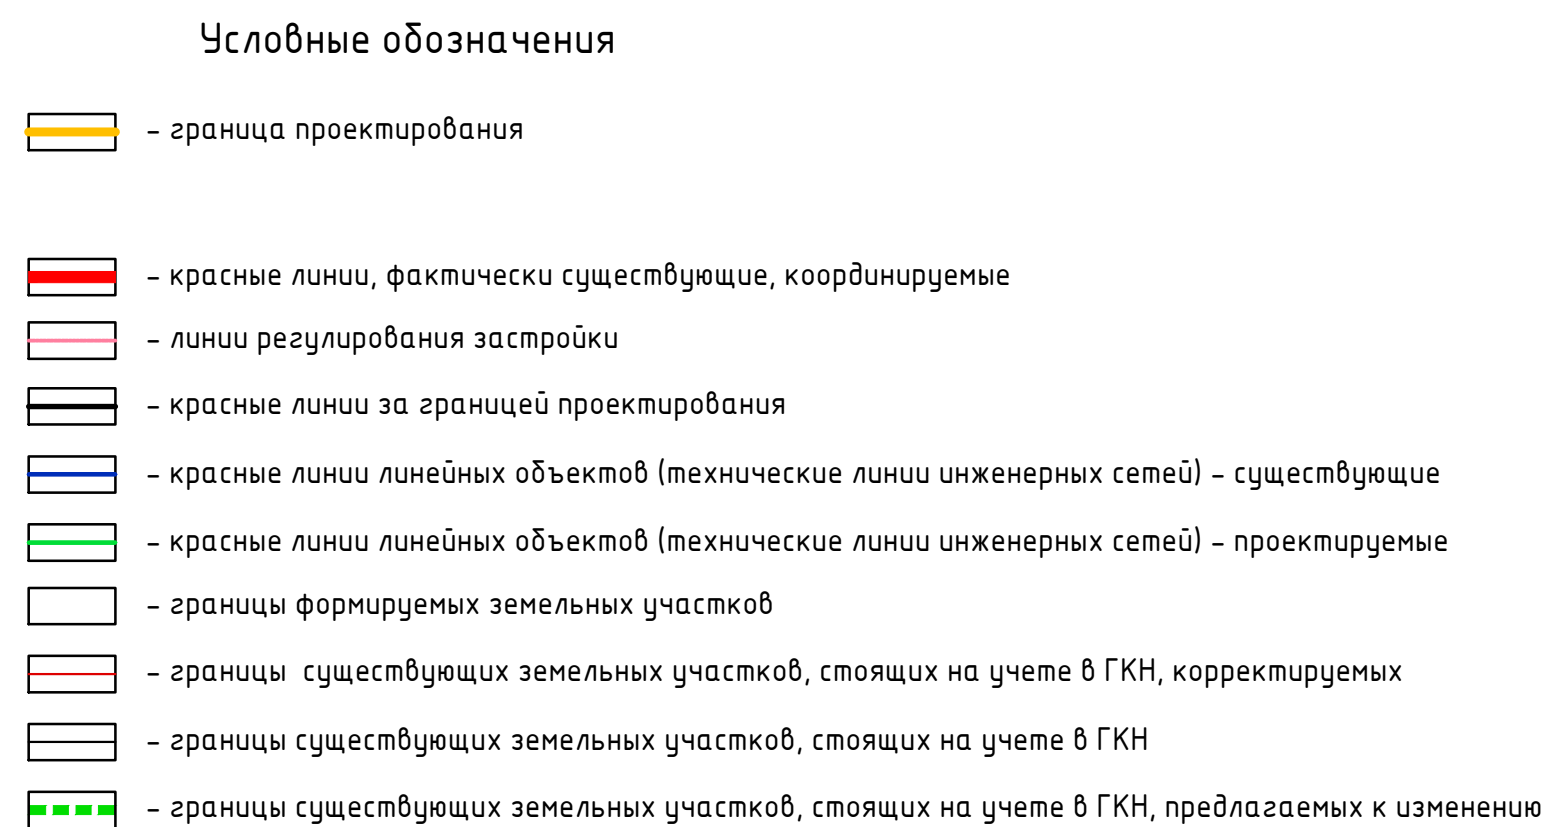 Условные обозначения
– граница проектирования
– красные линии, фактически существующие, координируемые
– линии регулирования застройки
– красные линии за границей проектирования
– красные линии линейных объектов (технические линии инженерных сетей) – существующие
– красные линии линейных объектов (технические линии инженерных сетей) – проектируемые
– границы формируемых земельных участков
– границы существующих земельных участков, стоящих на учете в ГКН, корректируемых
– границы существующих земельных участков, стоящих на учете в ГКН
– границы существующих земельных участков, стоящих на учете в ГКН, предлагаемых к изменению